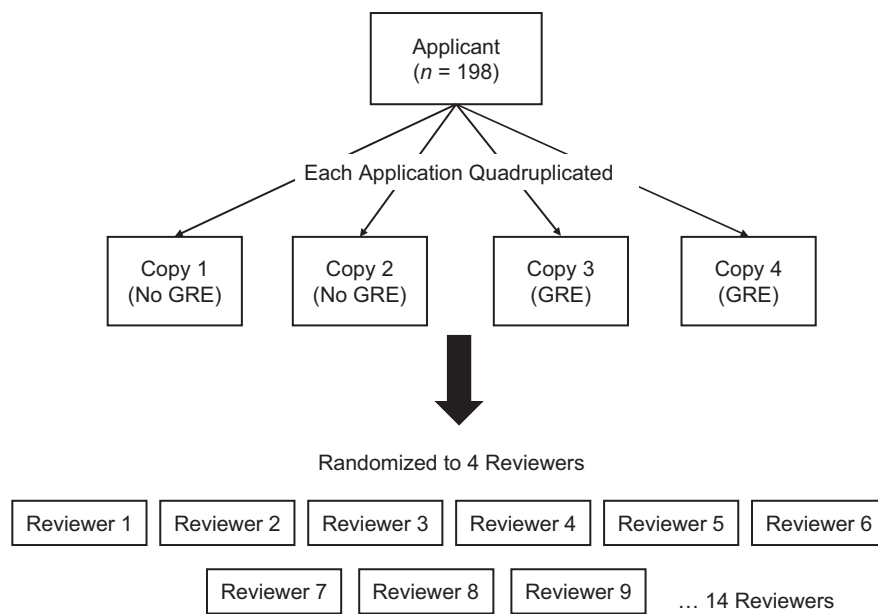 Applicant
(n = 198)
Each Application Quadruplicated
Copy 1
(No GRE)
Copy 2
(No GRE)
Copy 3
(GRE)
Copy 4
(GRE)
Randomized to 4 Reviewers
Reviewer 1
Reviewer 2
Reviewer 3
Reviewer 4
Reviewer 5
Reviewer 6
Reviewer 7
Reviewer 8
Reviewer 9
... 14 Reviewers